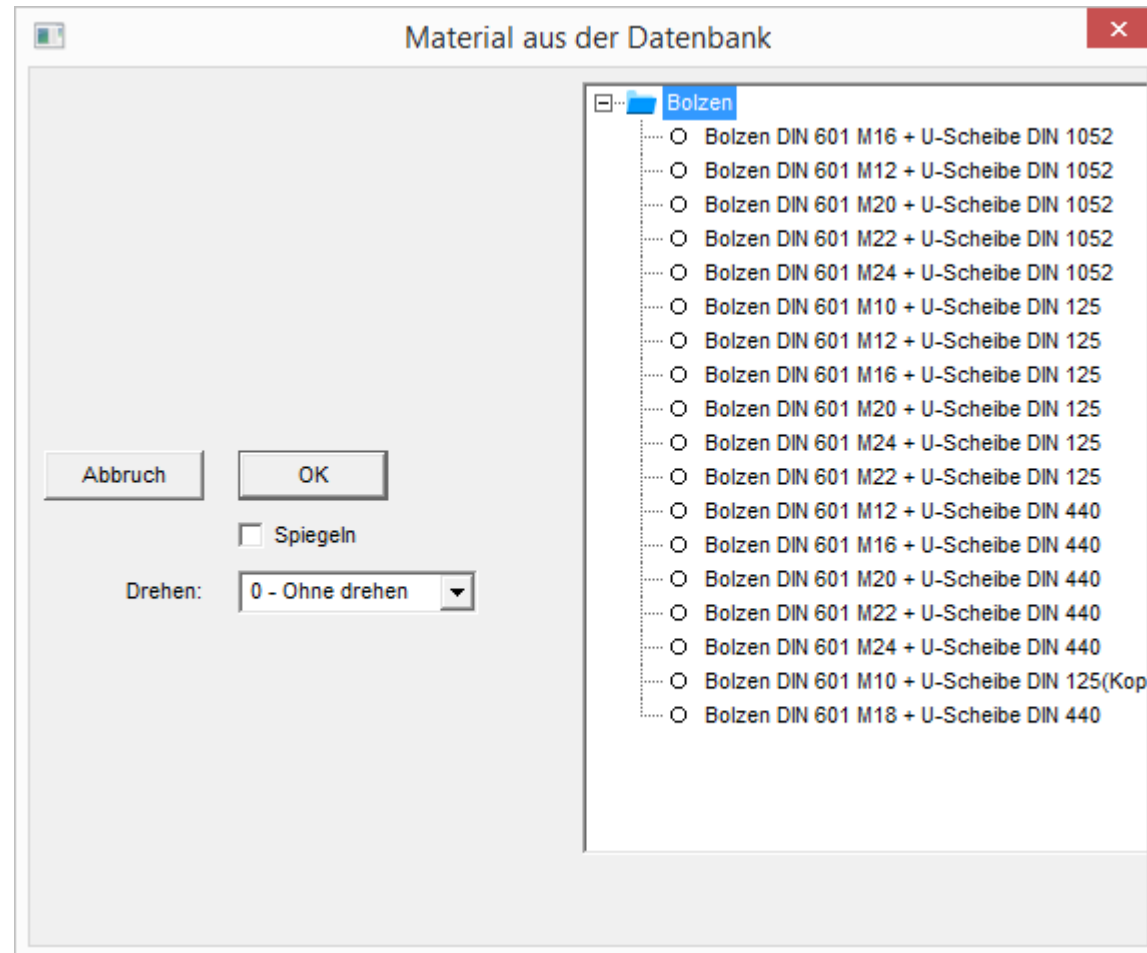 Material aus der Datenbank
Bolzen
Bolzen DIN 601 M16 + U-Scheibe DIN 1052
Bolzen DIN 601 M12 + U-Scheibe DIN 1052
Bolzen DIN 601 M20 + U-Scheibe DIN 1052
Bolzen DIN 601 M22 + U-Scheibe DIN 1052
Bolzen DIN 601 M24 + U-Scheibe DIN 1052
Bolzen DIN 601 M10 + U-Scheibe DIN 125
Bolzen DIN 601 M12 + U-Scheibe DIN 125
Bolzen DIN 601 M16 + U-Scheibe DIN 125
Bolzen DIN 601 M20 + U-Scheibe DIN 125
Bolzen DIN 601 M24 + U-Scheibe DIN 125
Bolzen DIN 601 M22 + U-Scheibe DIN 125
Bolzen DIN 601 M12 + U-Scheibe DIN 440
Bolzen DIN 601 M16 + U-Scheibe DIN 440
Bolzen DIN 601 M20 + U-Scheibe DIN 440
Bolzen DIN 601 M22 + U-Scheibe DIN 440
Bolzen DIN 601 M24 + U-Scheibe DIN 440
Bolzen DIN 601 M10 + U-Scheibe DIN 125(Kop
Bolzen DIN 601 M18 + U-Scheibe DIN 440
Abbruch OK
Spiegeln
Drehen: 0 - Ohne drehen